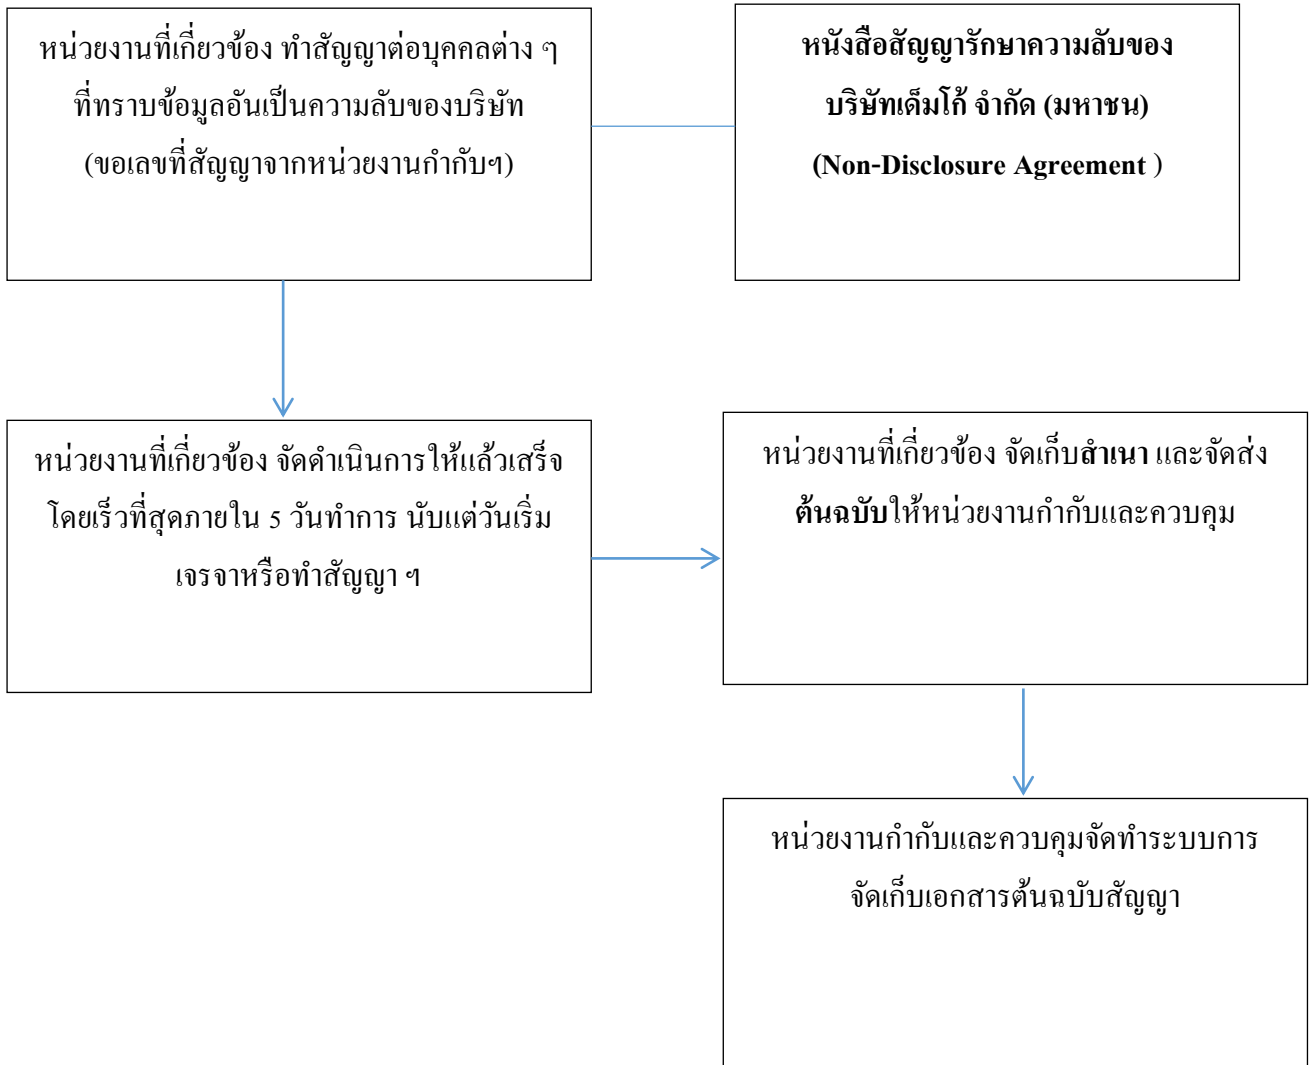 หน่วยงานที่เกี่ยวข้อง ทำสัญญาต่อบุคคลต่าง ๆ
ที่ทราบข้อมูลอันเป็นความลับของบริษัท
(ขอเลขที่สัญญาจากหน่วยงานกำกับฯ)
หนังสือสัญญารักษาความลับของ
บริษัทเด็มโก้ จำกัด (มหาชน)
(Non-Disclosure Agreement )
หน่วยงานที่เกี่ยวข้อง จัดดำเนินการให้แล้วเสร็จ
โดยเร็วที่สุดภายใน 5 วันทำการ นับแต่วันเริ่ม
เจรจาหรือทำสัญญา ฯ
หน่วยงานที่เกี่ยวข้อง จัดเก็บสำเนา และจัดส่ง
ต้นฉบับให้หน่วยงานกำกับและควบคุม
หน่วยงานกำกับและควบคุมจัดทำระบบการ
จัดเก็บเอกสารต้นฉบับสัญญา